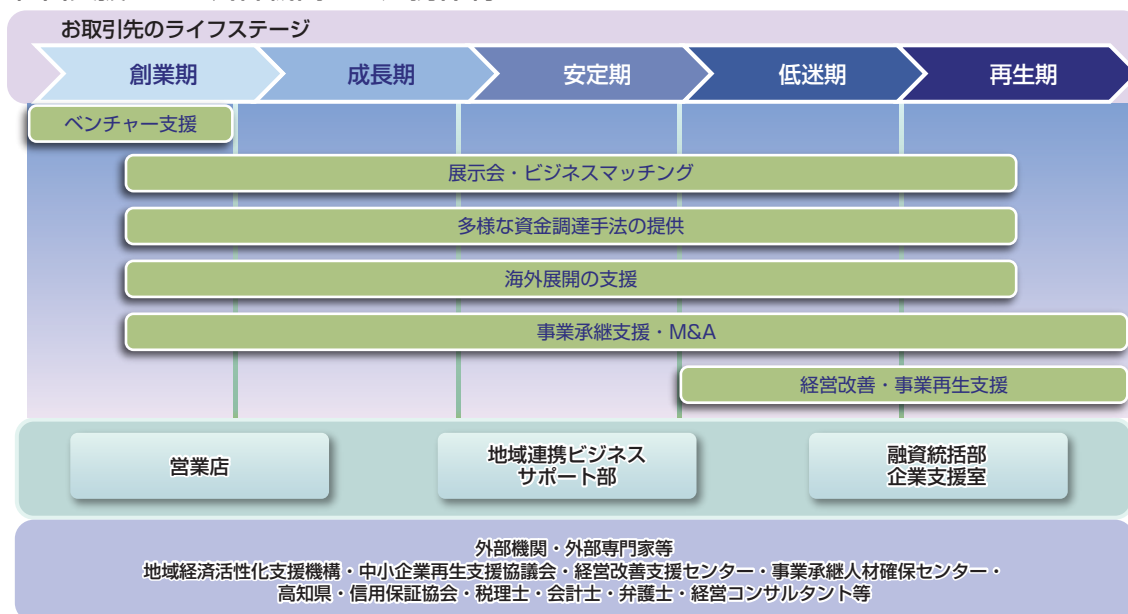 お取引先のライフステージ
創業期
成長期
安定期
低迷期
再生期
ベンチャー支援
展示会・ビジネスマッチング
多様な資金調達手法の提供
海外展開の支援
事業承継支援・M&A
経営改善・事業再生支援
営業店
地域連携ビジネス
サポート部
融資統括部
企業支援室
外部機関・外部専門家等
地域経済活性化支援機構・中小企業再生支援協議会・経営改善支援センター・事業承継人材確保センター・
高知県・信用保証協会・税理士・会計士・弁護士・経営コンサルタント等